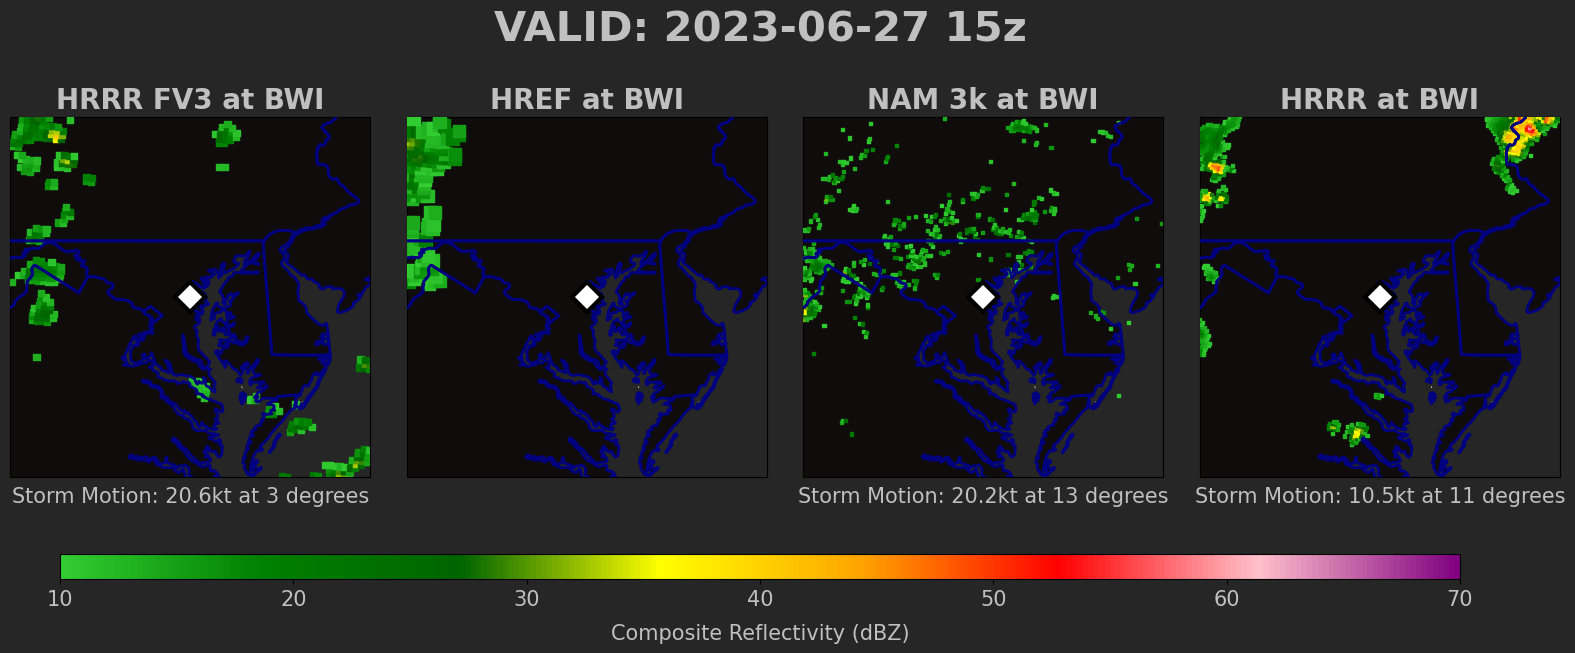 VALID: 2023-06-27 15z
HRRR FV3 at BWI
HREF at BWI
NAM 3k at BWI
HRRR at BWI
Storm Motion: 20.6kt at 3 degrees
Storm Motion: 20.2kt at 13 degrees
Storm Motion: 10.5kt at 11 degrees
10 20 30 40 50 60 70
Composite Reflectivity (dBZ)